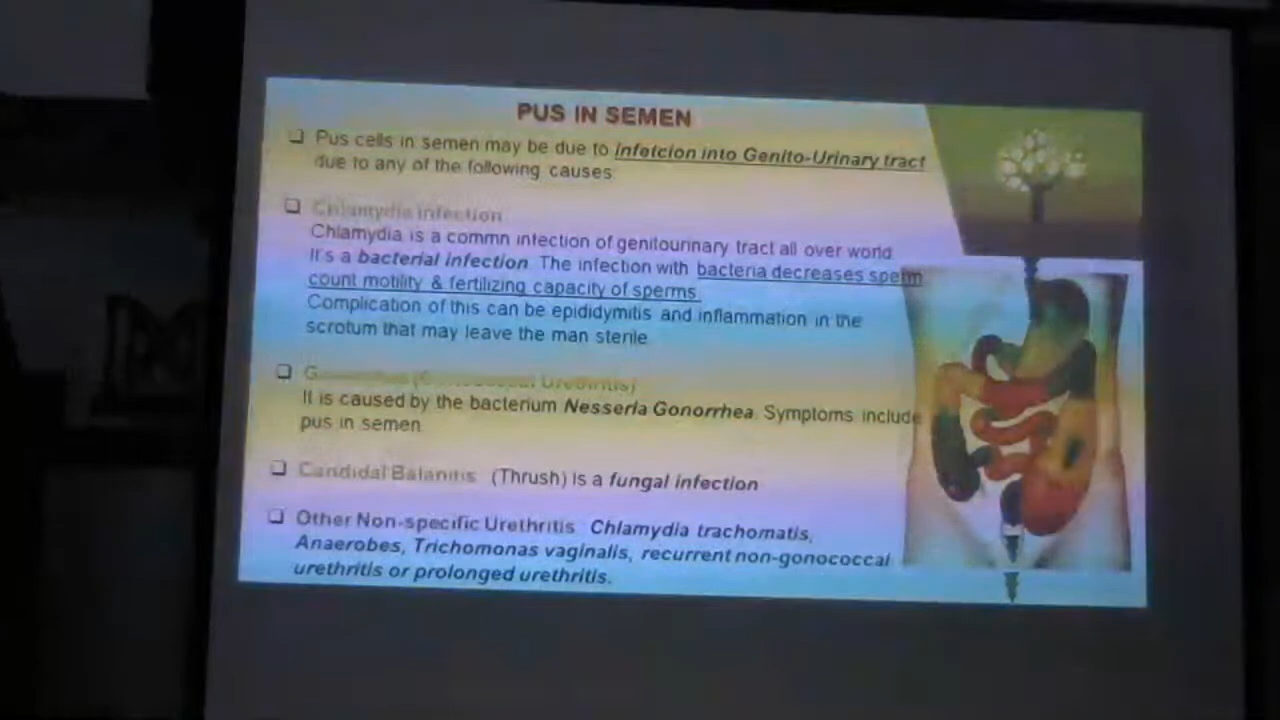 PUS IN SEMEN
❑ Pus cells in semen may be due to infetcion into Genito-Urinary tract
due to any of the following causes:
❑ Chlamydia infection
Chlamydia is a commn infection of genitourinary tract all over world.
It's a bacterial infection. The infection with bacteria decreases sperm
count motility & fertilizing capacity of sperms.
Complication of this can be epididymitis and inflammation in the
scrotum that may leave the man sterile.
❑ Urethritis)
It is caused by the bacterium Nesseria Gonorrhea. Symptoms include
pus in semen.
❑ Candidal Balanitis (Thrush) is a fungal infection
❑ Other Non-specific Urethritis Chlamydia trachomatis,
Anaerobes, Trichomonas vaginalis, recurrent non-gonococcal
urethritis or prolonged urethritis.